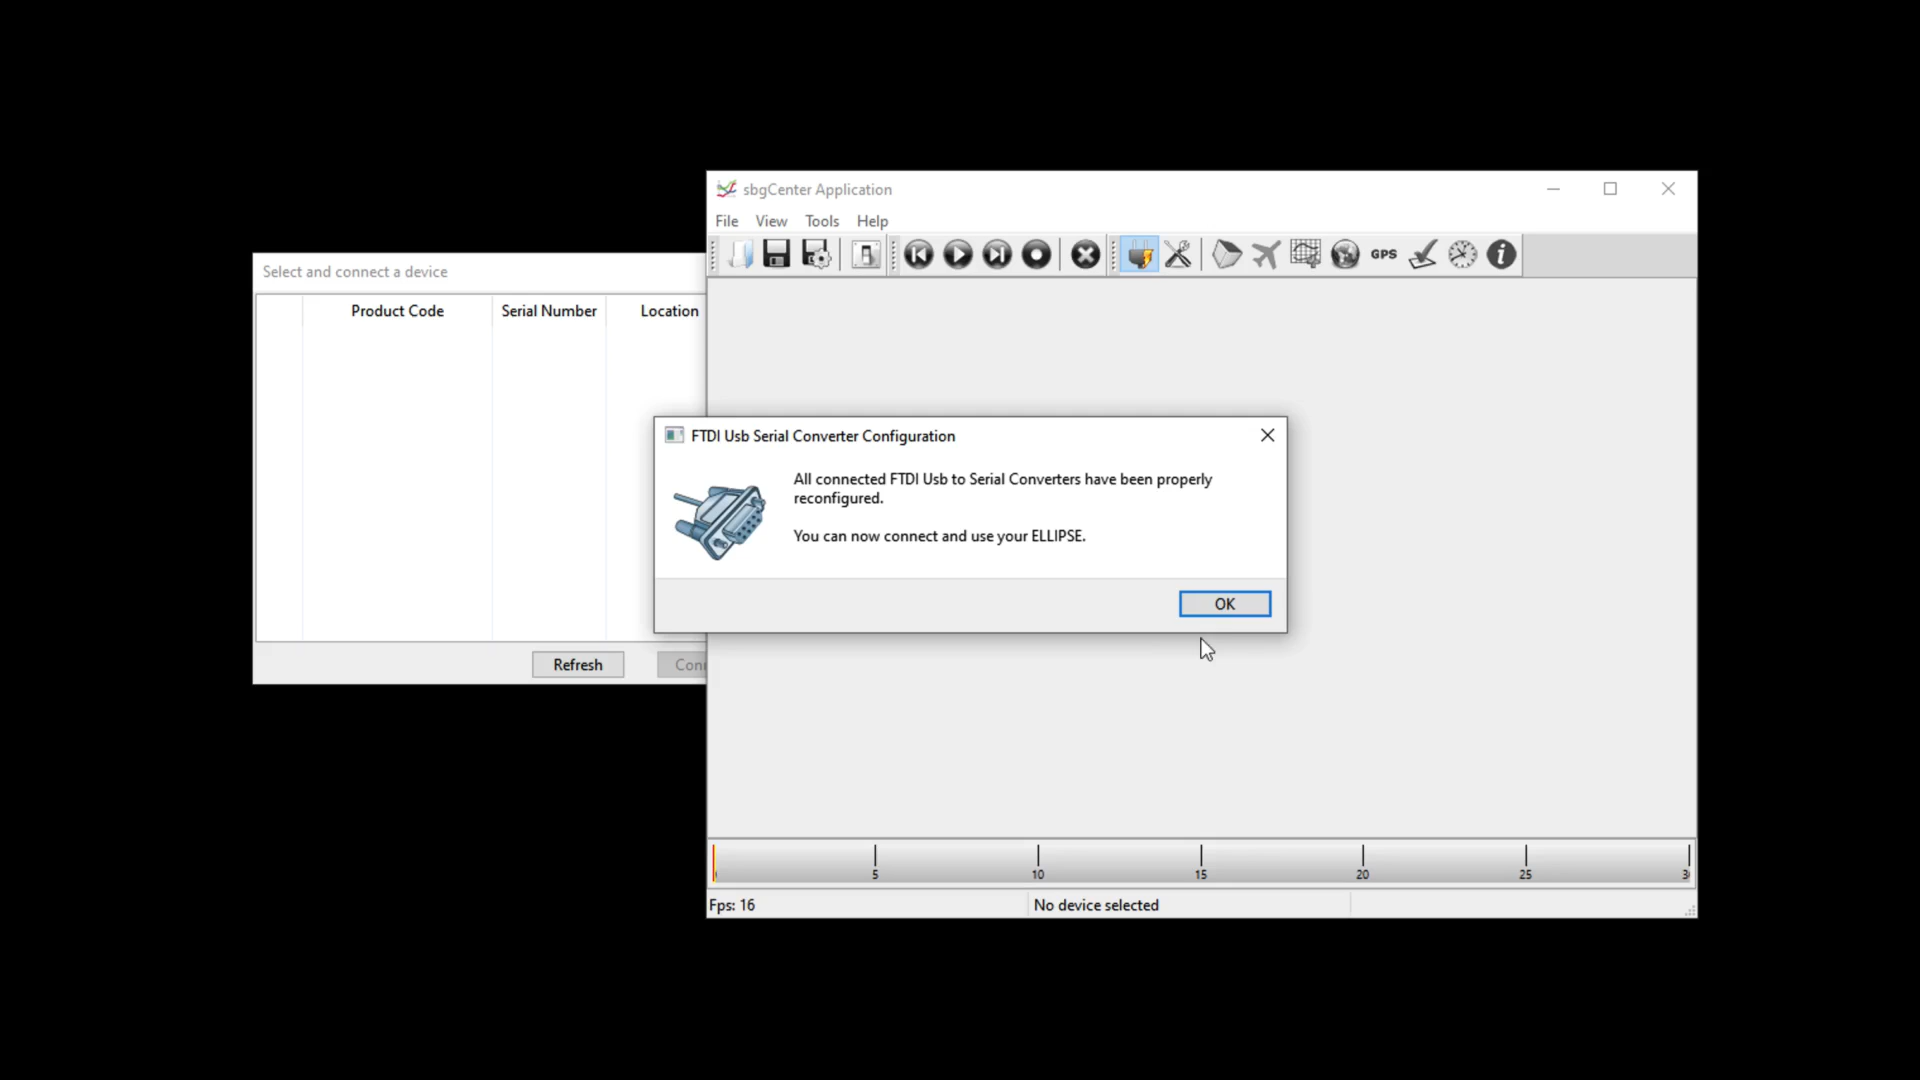 sbgCenter Application
File View Tools Help
GPS
Select and connect a device
Product Code Serial Number Location
FTDI Usb Serial Converter Configuration
All connected FTDI Usb to Serial Converters have been properly
reconfigured.
You can now connect and use your ELLIPSE.
OK
Refresh
5 10 15 20 25
Fps: 16 No device selected